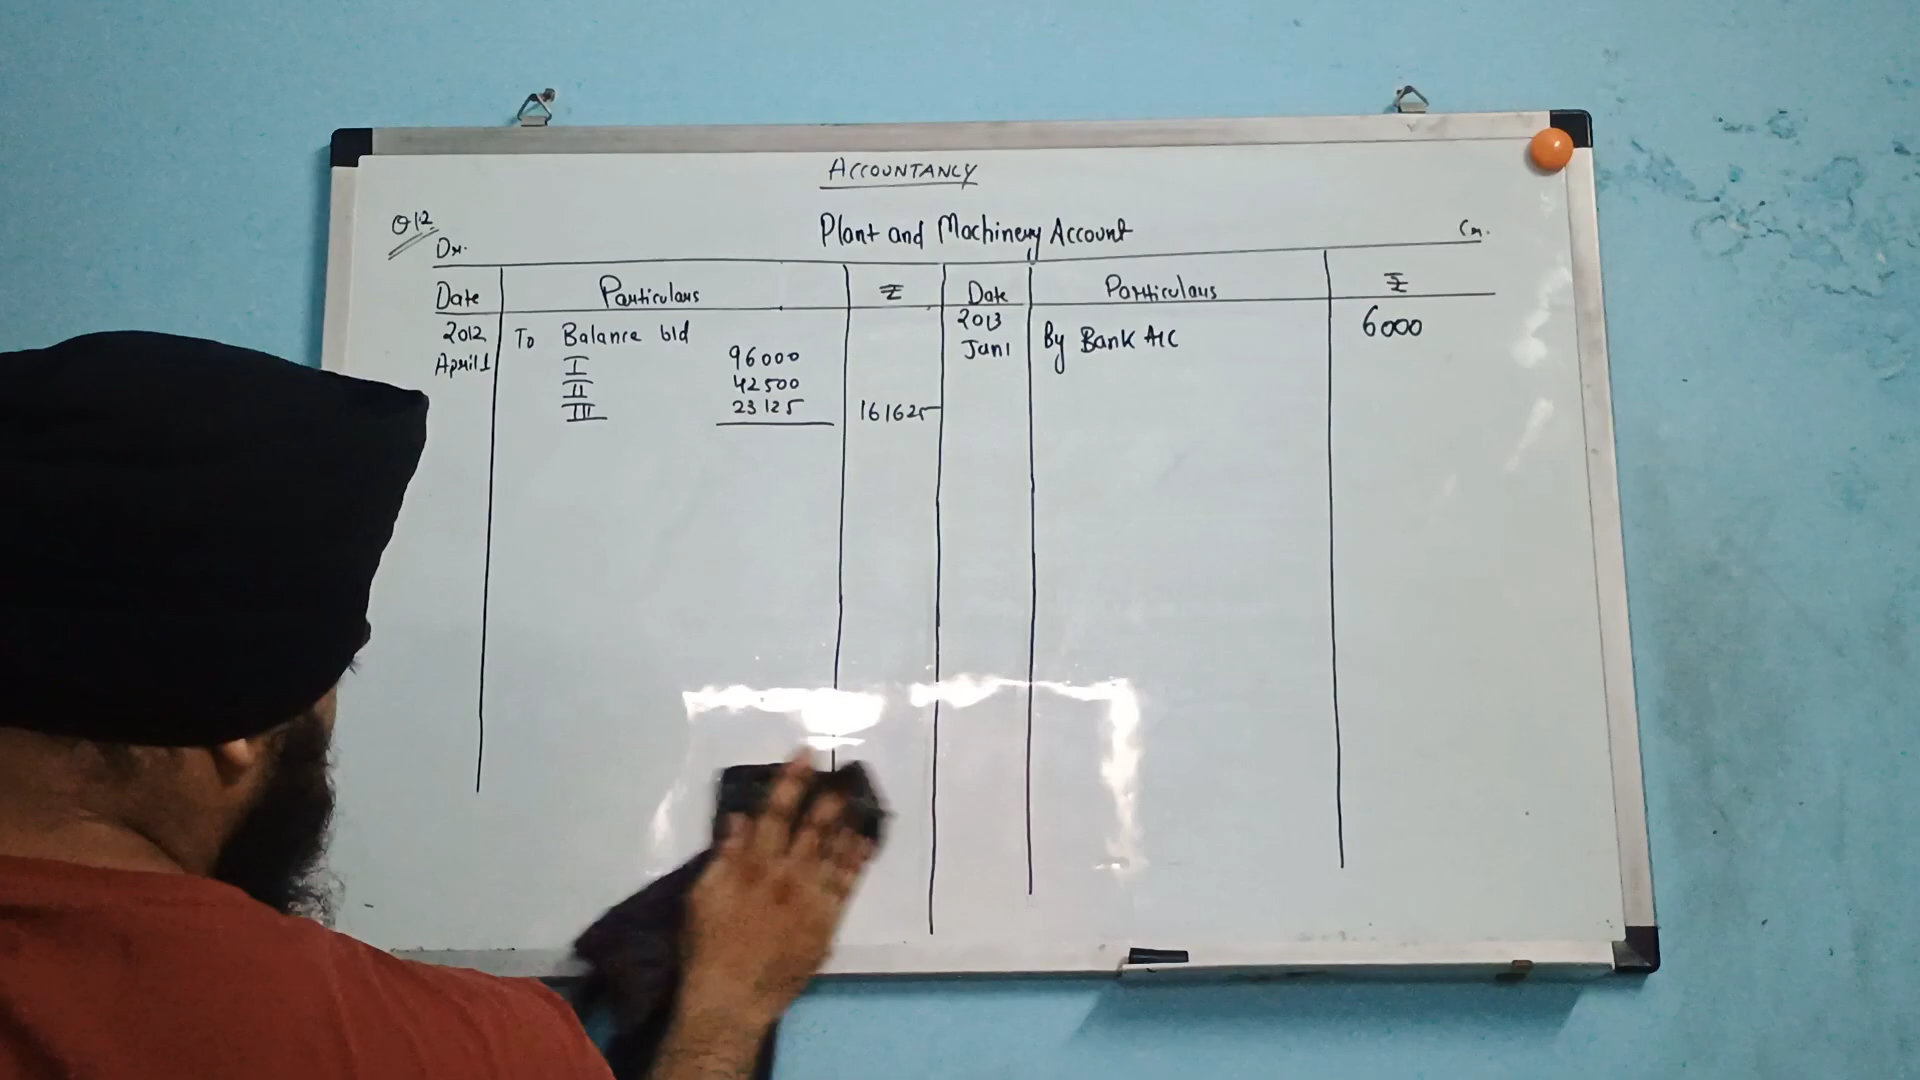 ACCOUNTANCY
Q12
Plant and Machinery Account
Dr.
Cr.
Date Particulars ₹ Date Particulars ₹
2012 To Balance b/d
April 1
I 96000
II 42500
III 23125 161625
2013 By Bank A/C 6000
Jan 1